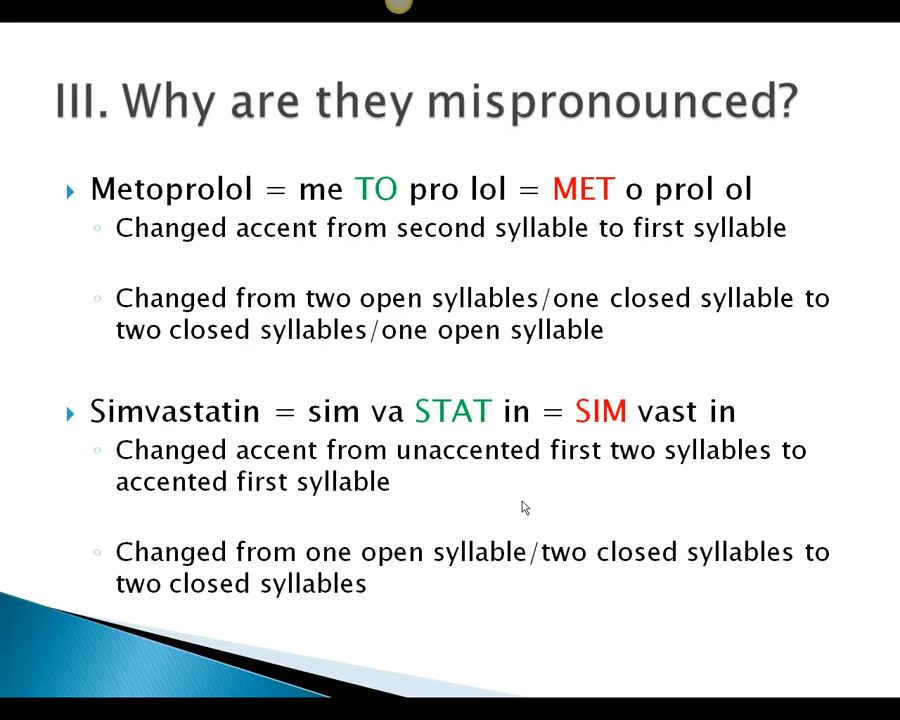 III. Why are they mispronounced?
Metoprolol = me TO pro lol = MET o prol ol
Changed accent from second syllable to first syllable
Changed from two open syllables/one closed syllable to
two closed syllables/one open syllable
Simvastatin = sim va STAT in = SIM vast in
Changed accent from unaccented first two syllables to
accented first syllable
Changed from one open syllable/two closed syllables to
two closed syllables